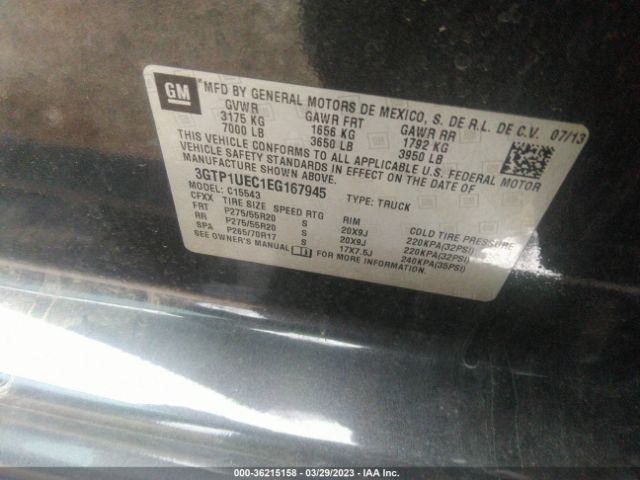 GM *MFD BY GENERAL MOTORS DE MEXICO, S. DE R.L. DE C.V. 07/13
GVWR GAWR FRT GAWR RR
3175 KG 1656 KG 1792 KG
7000 LB 3650 LB 3950 LB
THIS VEHICLE CONFORMS TO ALL APPLICABLE U.S. FEDERAL MOTOR
VEHICLE SAFETY STANDARDS IN EFFECT ON THE DATE OF
MANUFACTURE SHOWN ABOVE.
3GTP1UEC1EG167945 TYPE: TRUCK
MODEL: C15543
CFXX TIRE SIZE SPEED RTG RIM COLD TIRE PRESSURE
FRT P275/55R20 S 20X9J 220KPA(32PSI)
RR P275/55R20 S 20X9J 220KPA(32PSI)
SPA P265/70R17 S 17X7.5J 240KPA(35PSI)
SEE OWNER'S MANUAL FOR MORE INFORMATION.
000-36215158 — 03/29/2023 — IAA Inc.